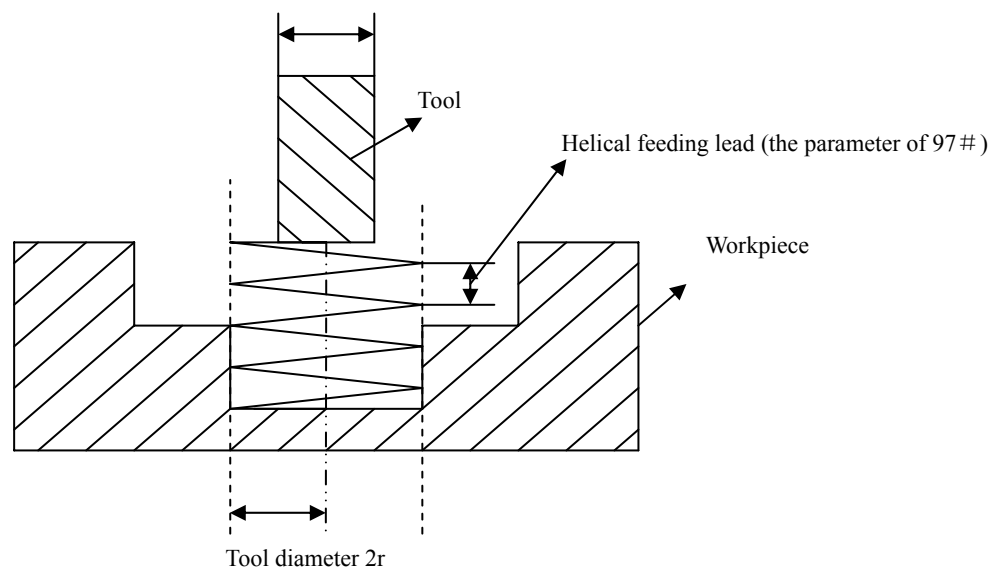 Tool
Helical feeding lead (the parameter of 97＃)
Workpiece
Tool diameter 2r